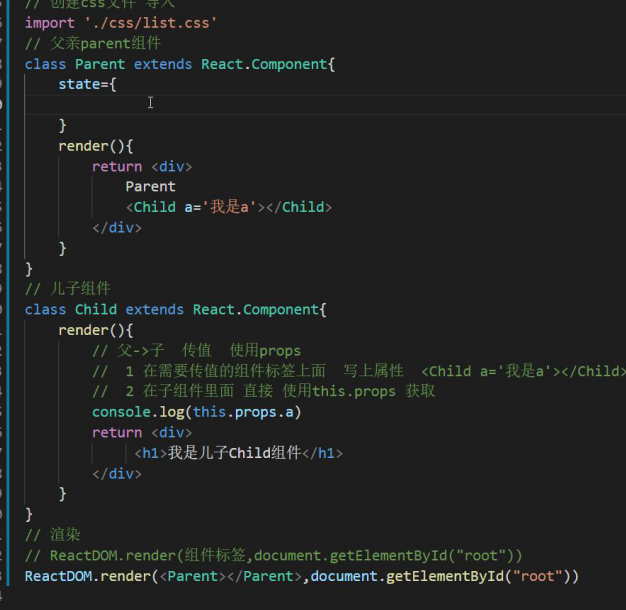 // 创建css文件 导入
import './css/list.css'
// 父亲parent组件
class Parent extends React.Component{
state={
}
render(){
return <div>
Parent
<Child a='我是a'></Child>
</div>
}
}
// 儿子组件
class Child extends React.Component{
render(){
// 父->子 传值 使用props
// 1 在需要传值的组件标签上面 写上属性 <Child a='我是a'></Child>
// 2 在子组件里面 直接 使用this.props 获取
console.log(this.props.a)
return <div>
<h1>我是儿子Child组件</h1>
</div>
}
}
// 渲染
// ReactDOM.render(组件标签,document.getElementById("root"))
ReactDOM.render(<Parent></Parent>,document.getElementById("root"))